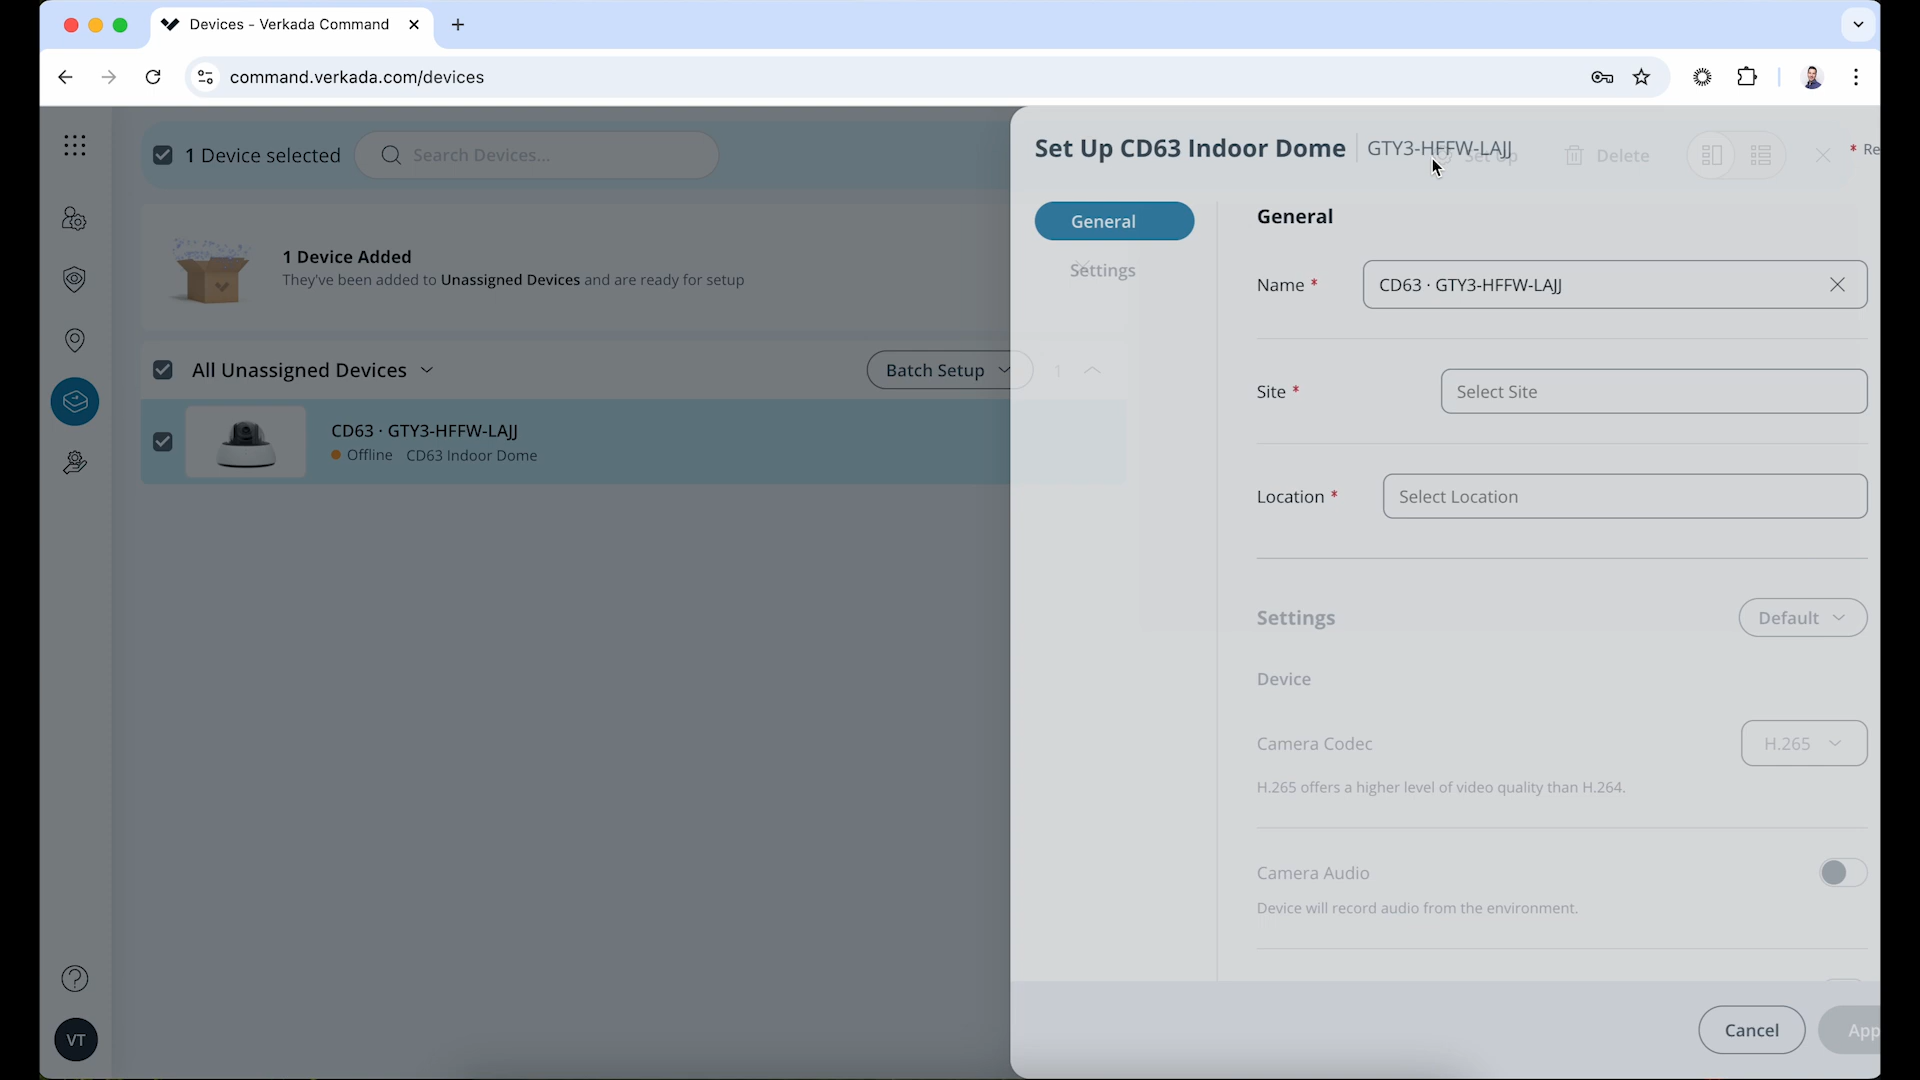 Devices - Verkada Command
command.verkada.com/devices
1 Device selected
Search Devices...
Set Up
Delete
1 Device Added
They've been added to Unassigned Devices and are ready for setup
All Unassigned Devices
Batch Setup
1
CD63 · GTY3-HFFW-LAJJ
Offline CD63 Indoor Dome
VT
Set Up CD63 Indoor Dome GTY3-HFFW-LAJJ
* Re
General
Settings
General
Name *
CD63 · GTY3-HFFW-LAJJ
Site *
Select Site
Location *
Select Location
Settings
Default
Device
Camera Codec
H.265
H.265 offers a higher level of video quality than H.264.
Camera Audio
Device will record audio from the environment.
Cancel
App